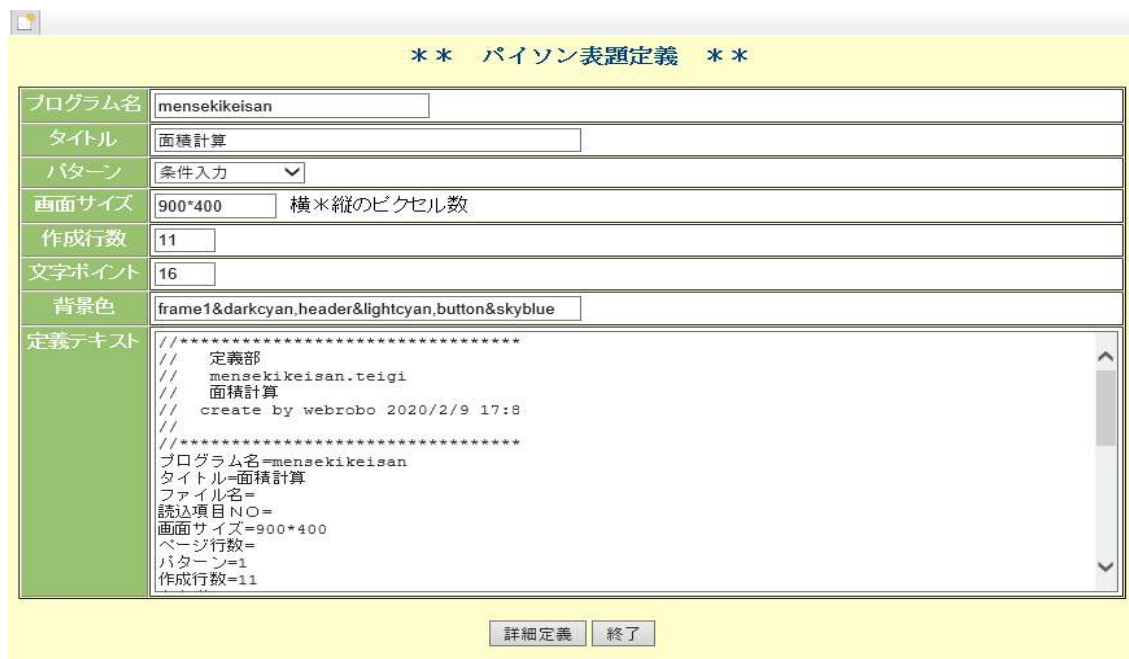 ** パイソン表題定義 **
プログラム名 mensekikeisan
タイトル 面積計算
パターン 条件入力
画面サイズ 900*400 横*縦のピクセル数
作成行数 11
文字ポイント 16
背景色 frame1&darkcyan,header&lightcyan,button&skyblue
定義テキスト
//*********************************
// 定義部
// mensekikeisan.teigi
// 面積計算
// create by webrobo 2020/2/9 17:8
//
//*********************************
プログラム名=mensekikeisan
タイトル=面積計算
ファイル名=
読込項目NO=
画面サイズ=900*400
ページ行数=
パターン=1
作成行数=11
詳細定義 終了